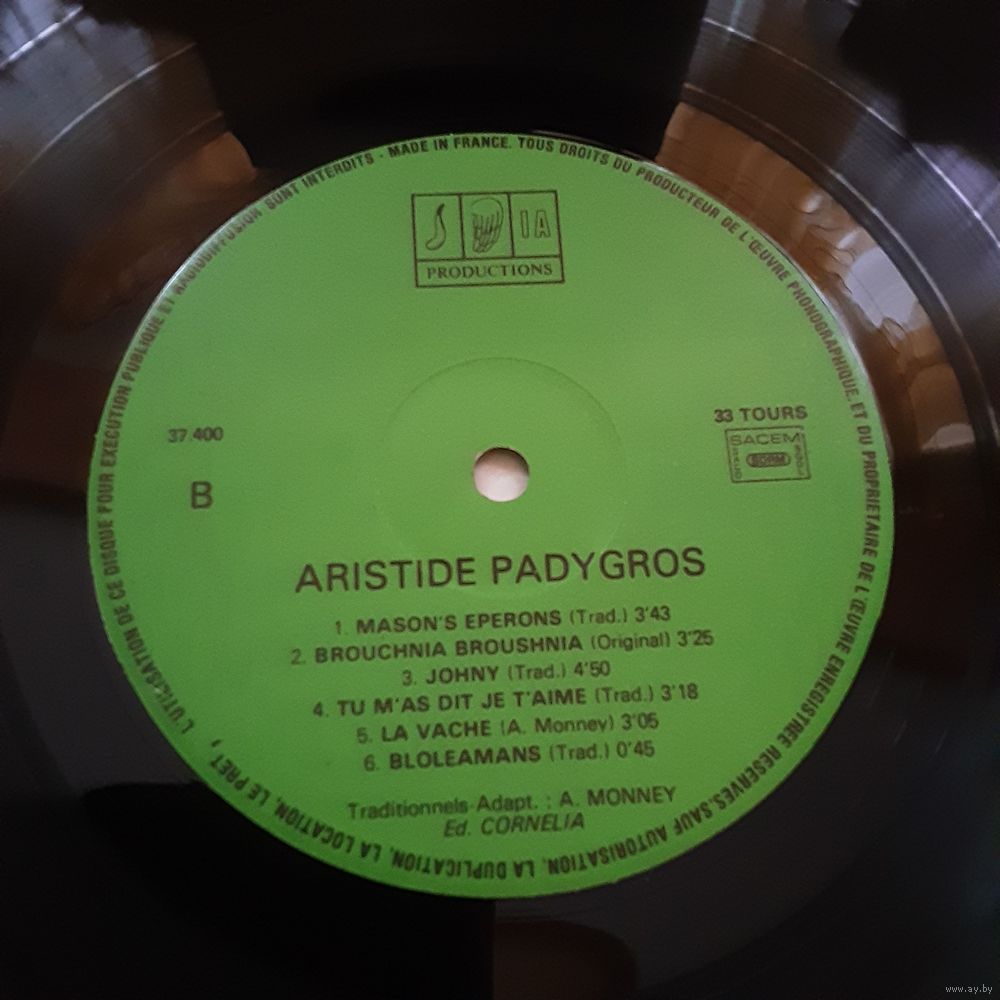 L'UTILISATION DE CE DISQUE POUR EXECUTION PUBLIQUE ET RADIODIFFUSION SONT INTERDITS - MADE IN FRANCE. TOUS DROITS DU PRODUCTEUR DE L'ŒUVRE PHONOGRAPHIQUE, ET DU PROPRIETAIRE DE L'ŒUVRE ENREGISTREE RESERVES. SAUF AUTORISATION, LA DUPLICATION, LA LOCATION, LE PRET,
IA
PRODUCTIONS
37.400
33 TOURS
SACEM
B
ARISTIDE PADYGROS
1. MASON'S EPERONS (Trad.) 3'43
2. BROUCHNIA BROUSHNIA (Original) 3'25
3. JOHNY (Trad.) 4'50
4. TU M'AS DIT JE T'AIME (Trad.) 3'18
5. LA VACHE (A. Monney) 3'05
6. BLOLEAMANS (Trad.) 0'45
Traditionnels-Adapt. : A. MONNEY
Ed. CORNELIA
www.ay.by